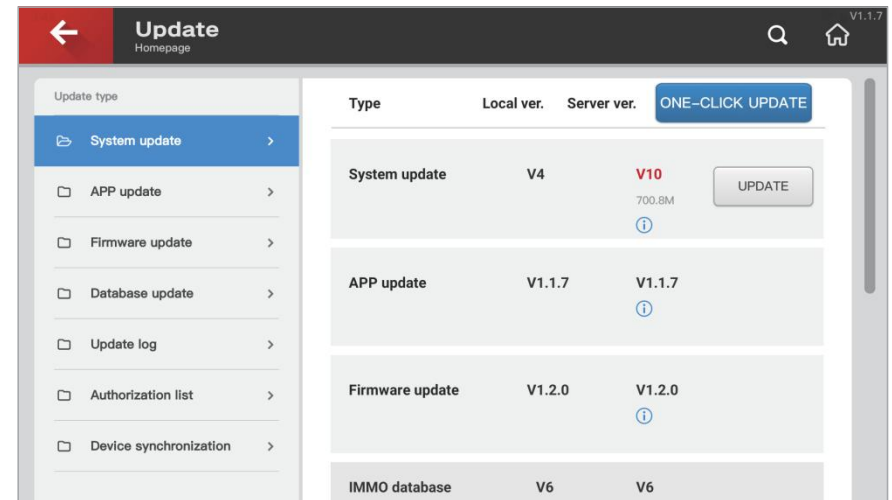 Update
Homepage
V1.1.7
Update type
System update
APP update
Firmware update
Database update
Update log
Authorization list
Device synchronization
Type Local ver. Server ver. ONE-CLICK UPDATE
System update V4 V10 UPDATE
700.8M
APP update V1.1.7 V1.1.7
Firmware update V1.2.0 V1.2.0
IMMO database V6 V6